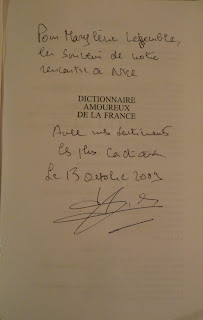 Pour Marylène
en souvenir de notre
rencontre à Nice
DICTIONNAIRE
AMOUREUX
DE LA FRANCE
Avec mes sentiments
les plus cordiaux
Le 13 octobre 2009